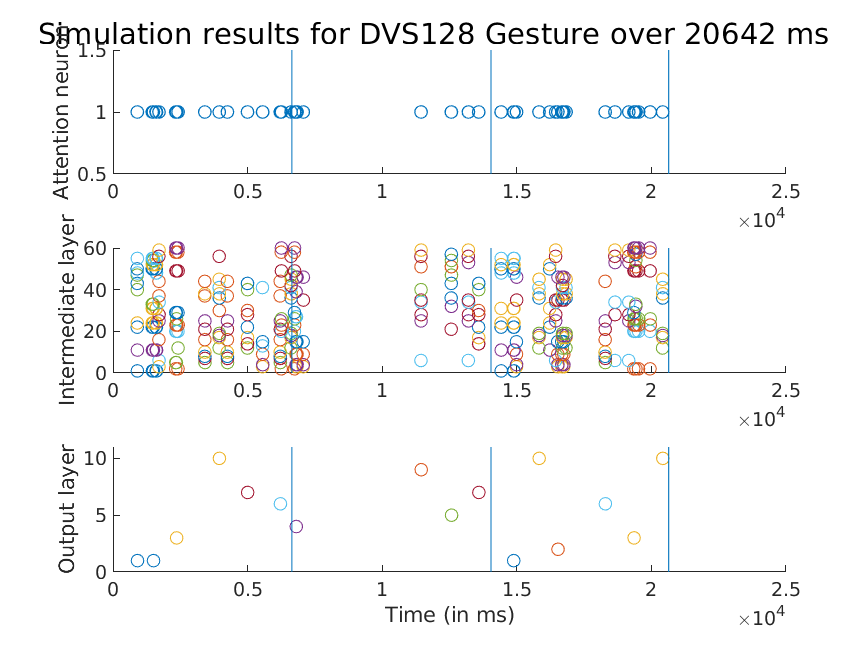 Simulation results for DVS128 Gesture over 20642 ms
Attention neuron
1.5
1
0.5
0 0.5 1 1.5 2 2.5
×10^4
Intermediate layer
60
40
20
0
0 0.5 1 1.5 2 2.5
×10^4
Output layer
10
5
0
0 0.5 1 1.5 2 2.5
Time (in ms)
×10^4